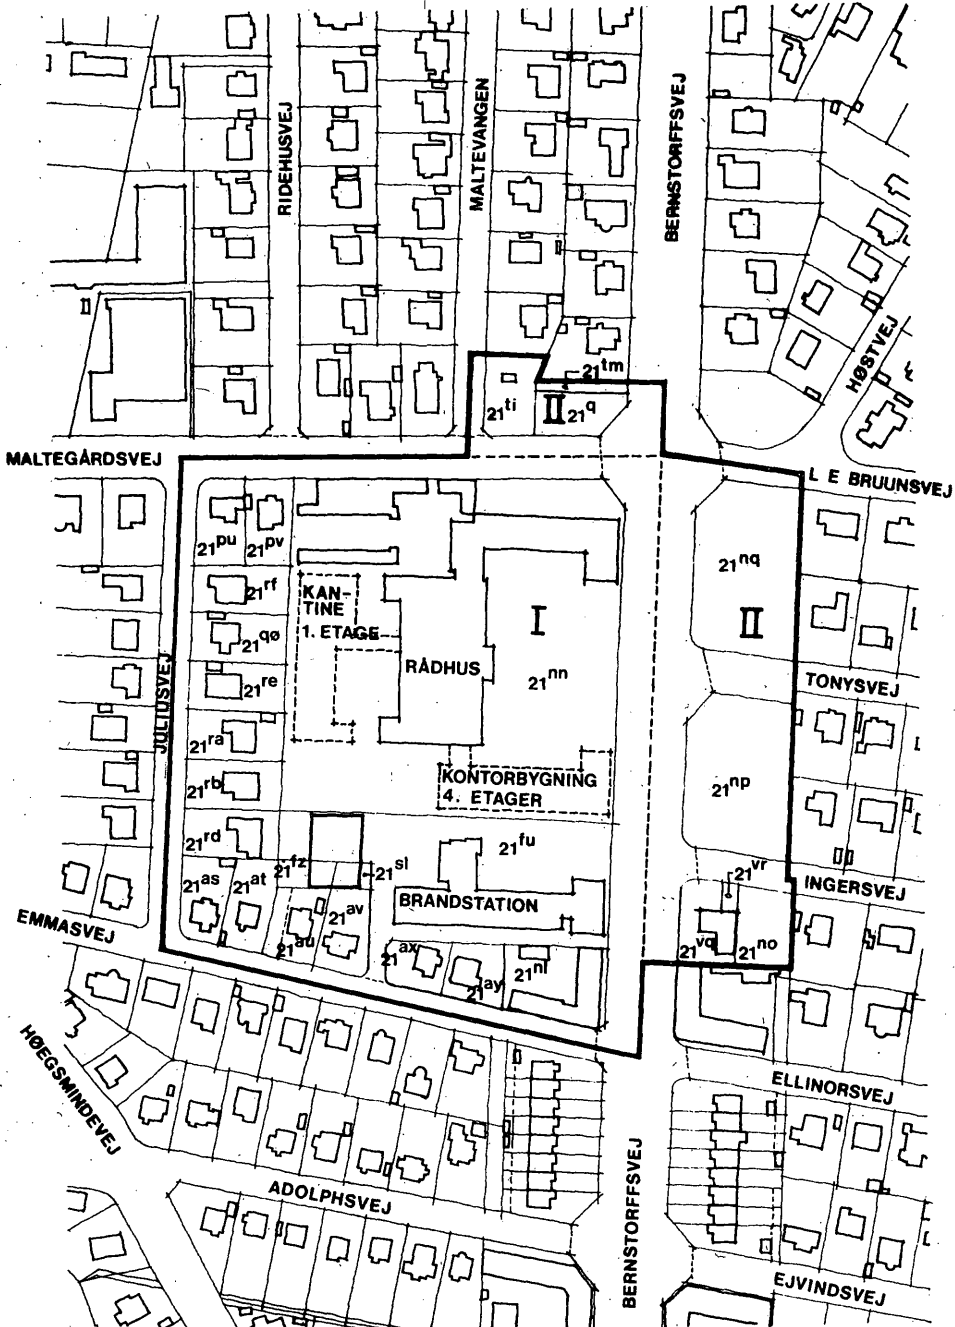 RIDEHUSVEJ
MALTEVANGEN
BERNSTORFFSVEJ
HØSTVEJ
21tm
21ti
II
21q
MALTEGÅRDSVEJ
L E BRUUNSVEJ
21pu
21pv
21nq
21rf
KAN-
TINE
1. ETAGE
I
II
21qø
RÅDHUS
21re
21nn
TONYSVEJ
JULIUSVEJ
21ra
21rb
KONTORBYGNING
4. ETAGER
21np
21rd
21fu
21fz
21sl
21vr
21as
21at
INGERSVEJ
21av
BRANDSTATION
EMMASVEJ
21au
21ax
21vq
21no
21nl
21ay
HØEGSMINDEVEJ
ELLINORSVEJ
ADOLPHSVEJ
BERNSTORFFSVEJ
EJVINDSVEJ